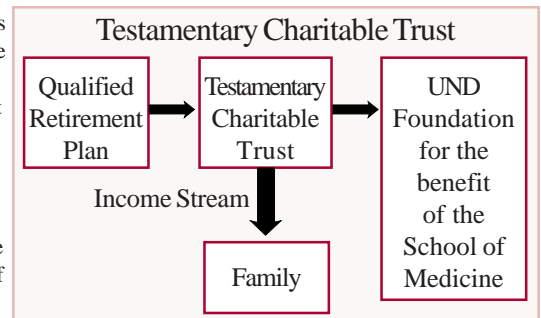 Testamentary Charitable Trust
Qualified
Retirement
Plan
Testamentary
Charitable
Trust
UND
Foundation
for the
benefit
of the
School of
Medicine
Income Stream
Family